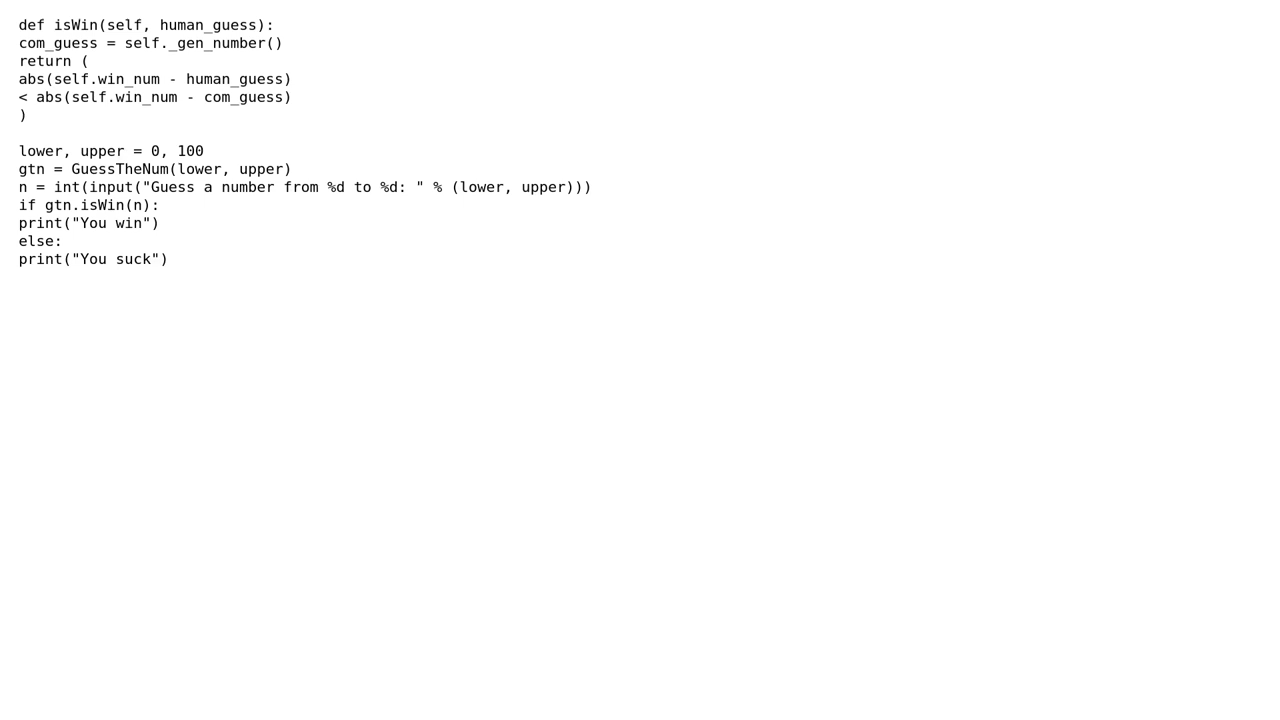 def isWin(self, human_guess):
com_guess = self._gen_number()
return (
abs(self.win_num - human_guess)
< abs(self.win_num - com_guess)
)

lower, upper = 0, 100
gtn = GuessTheNum(lower, upper)
n = int(input("Guess a number from %d to %d: " % (lower, upper)))
if gtn.isWin(n):
print("You win")
else:
print("You suck")